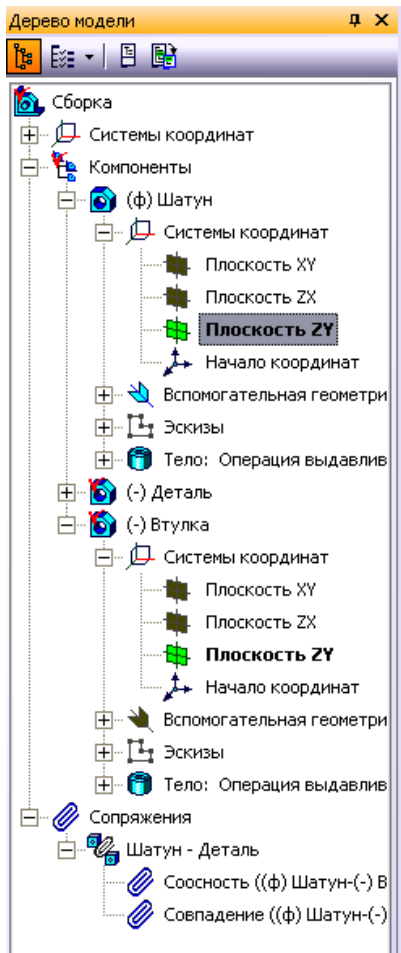 Дерево модели
Сборка
Системы координат
Компоненты
(ф) Шатун
Системы координат
Плоскость XY
Плоскость ZX
Плоскость ZY
Начало координат
Вспомогательная геометри
Эскизы
Тело: Операция выдавлив
(-) Деталь
(-) Втулка
Системы координат
Плоскость XY
Плоскость ZX
Плоскость ZY
Начало координат
Вспомогательная геометри
Эскизы
Тело: Операция выдавлив
Сопряжения
Шатун - Деталь
Соосность ((ф) Шатун-(-) В
Совпадение ((ф) Шатун-(-)